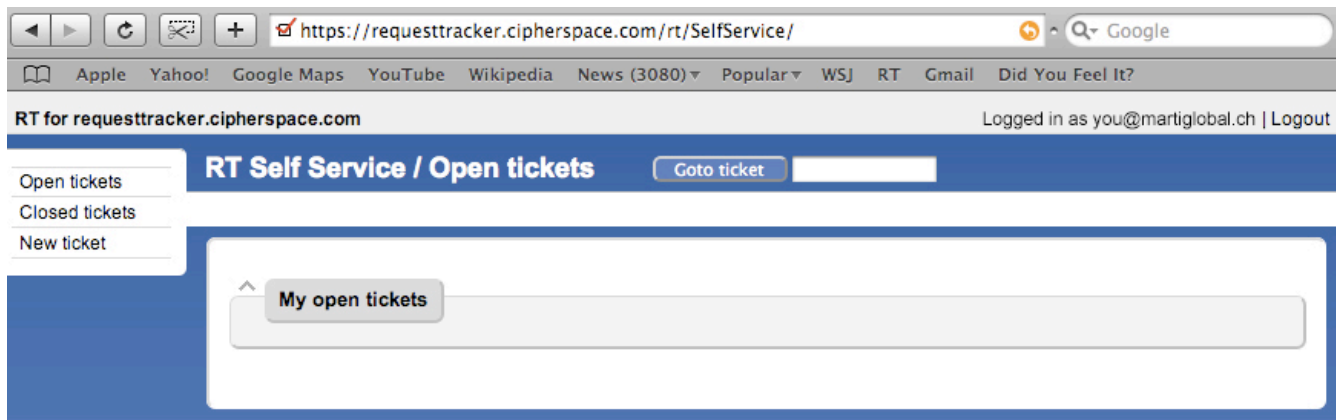 https://requesttracker.cipherspace.com/rt/SelfService/
Google
Apple Yahoo! Google Maps YouTube Wikipedia News (3080) Popular WSJ RT Gmail Did You Feel It?
RT for requesttracker.cipherspace.com
Logged in as you@martiglobal.ch | Logout
Open tickets
Closed tickets
New ticket
RT Self Service / Open tickets
Goto ticket
My open tickets